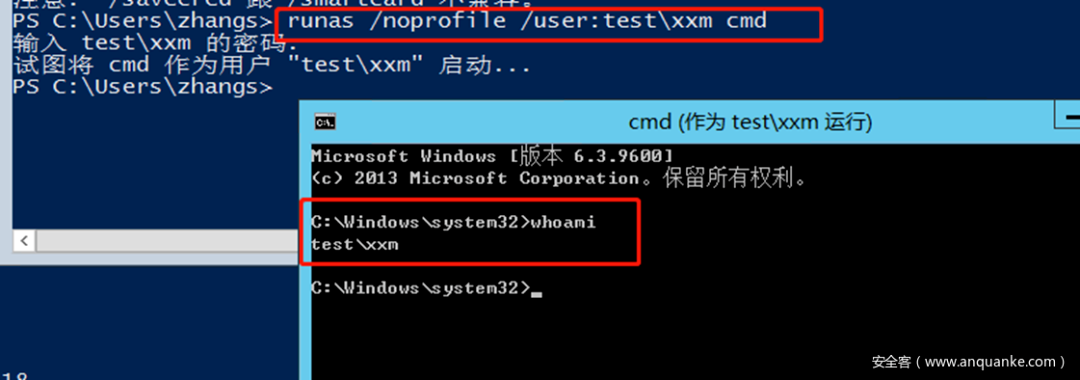 注意: /savecred 跟 /smartcard 不兼容。
PS C:\Users\zhangs> runas /noprofile /user:test\xxm cmd
输入 test\xxm 的密码:
试图将 cmd 作为用户 "test\xxm" 启动...
PS C:\Users\zhangs>
cmd (作为 test\xxm 运行)
Microsoft Windows [版本 6.3.9600]
(c) 2013 Microsoft Corporation。保留所有权利。
C:\Windows\system32>whoami
test\xxm
C:\Windows\system32>_
安全客（www.anquanke.com）